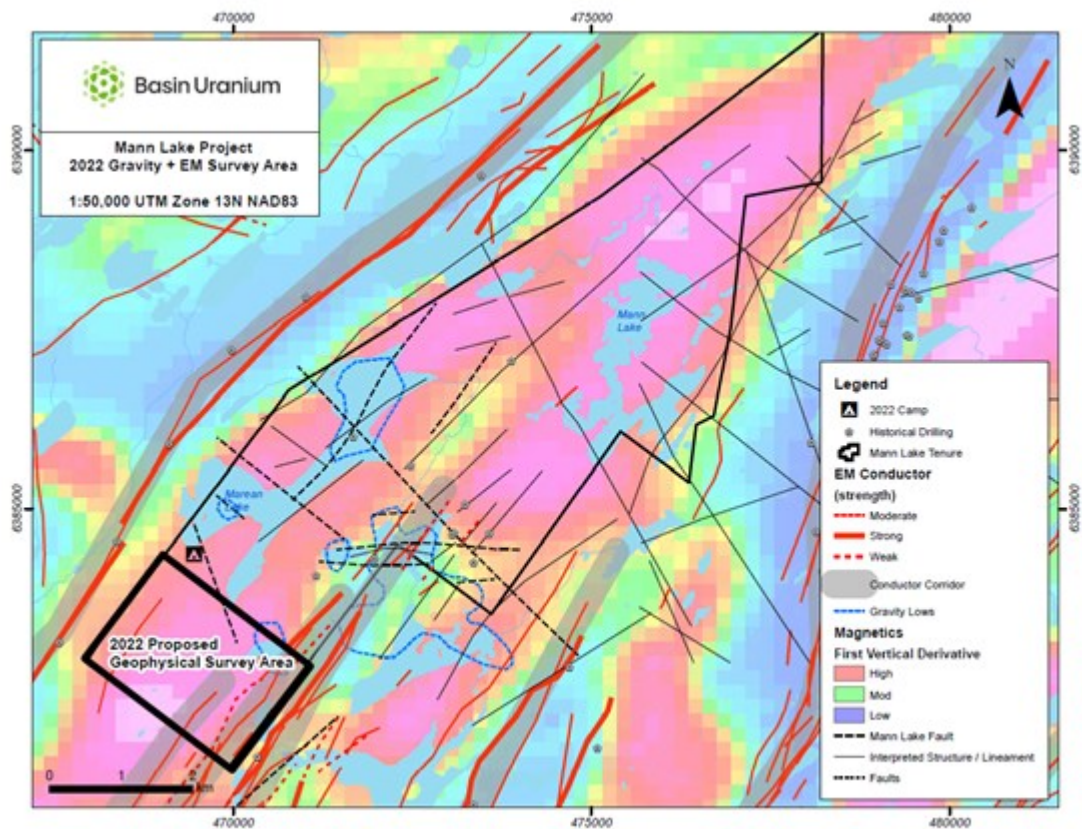 470000
475000
480000
Basin Uranium
Mann Lake Project
2022 Gravity + EM Survey Area
1:50,000 UTM Zone 13N NAD83
N
6390000
6390000
Mann
Lake
Marean
Lake
6385000
6385000
2022 Proposed
Geophysical Survey Area
0 1 2
km
Legend
2022 Camp
Historical Drilling
Mann Lake Tenure
EM Conductor
(strength)
Moderate
Strong
Weak
Conductor Corridor
Gravity Lows
Magnetics
First Vertical Derivative
High
Mod
Low
Mann Lake Fault
Interpreted Structure / Lineament
Faults
470000
475000
480000